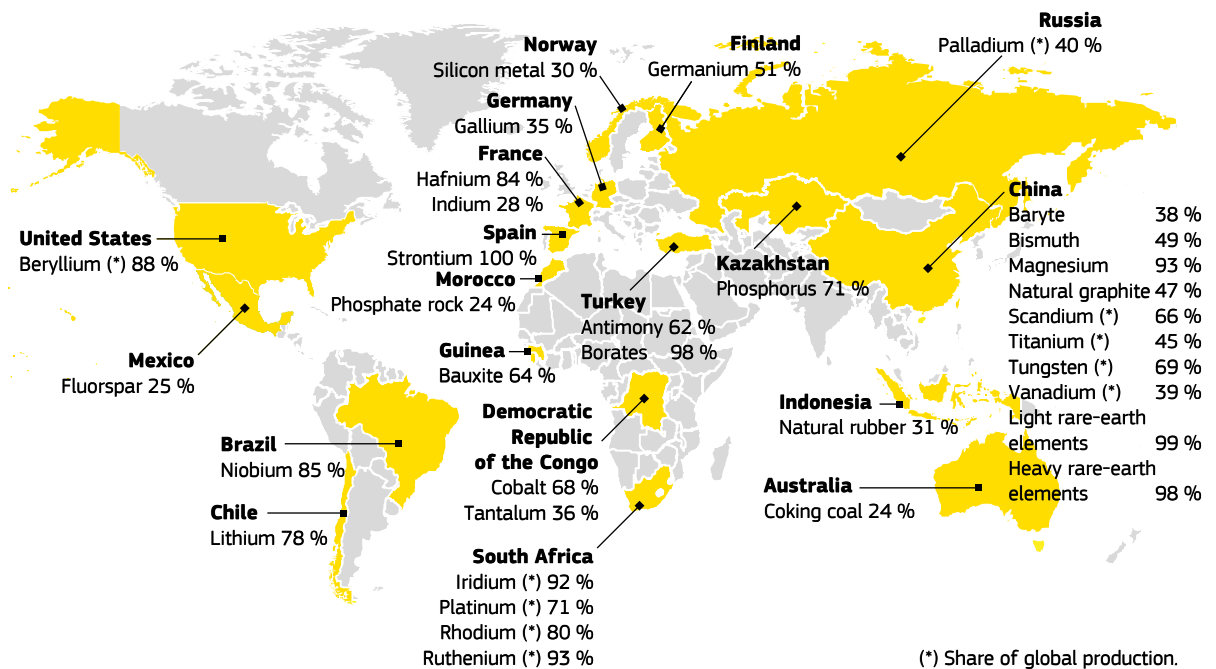 Russia
Palladium (*) 40 %
Norway
Silicon metal 30 %
Finland
Germanium 51 %
Germany
Gallium 35 %
France
Hafnium 84 %
Indium 28 %
Spain
Strontium 100 %
Morocco
Phosphate rock 24 %
United States
Beryllium (*) 88 %
Mexico
Fluorspar 25 %
Turkey
Antimony 62 %
Borates 98 %
Kazakhstan
Phosphorus 71 %
China
Baryte 38 %
Bismuth 49 %
Magnesium 93 %
Natural graphite 47 %
Scandium (*) 66 %
Titanium (*) 45 %
Tungsten (*) 69 %
Vanadium (*) 39 %
Light rare-earth
elements 99 %
Heavy rare-earth
elements 98 %
Guinea
Bauxite 64 %
Democratic
Republic
of the Congo
Cobalt 68 %
Tantalum 36 %
Indonesia
Natural rubber 31 %
Brazil
Niobium 85 %
Chile
Lithium 78 %
Australia
Coking coal 24 %
South Africa
Iridium (*) 92 %
Platinum (*) 71 %
Rhodium (*) 80 %
Ruthenium (*) 93 %
(*) Share of global production.